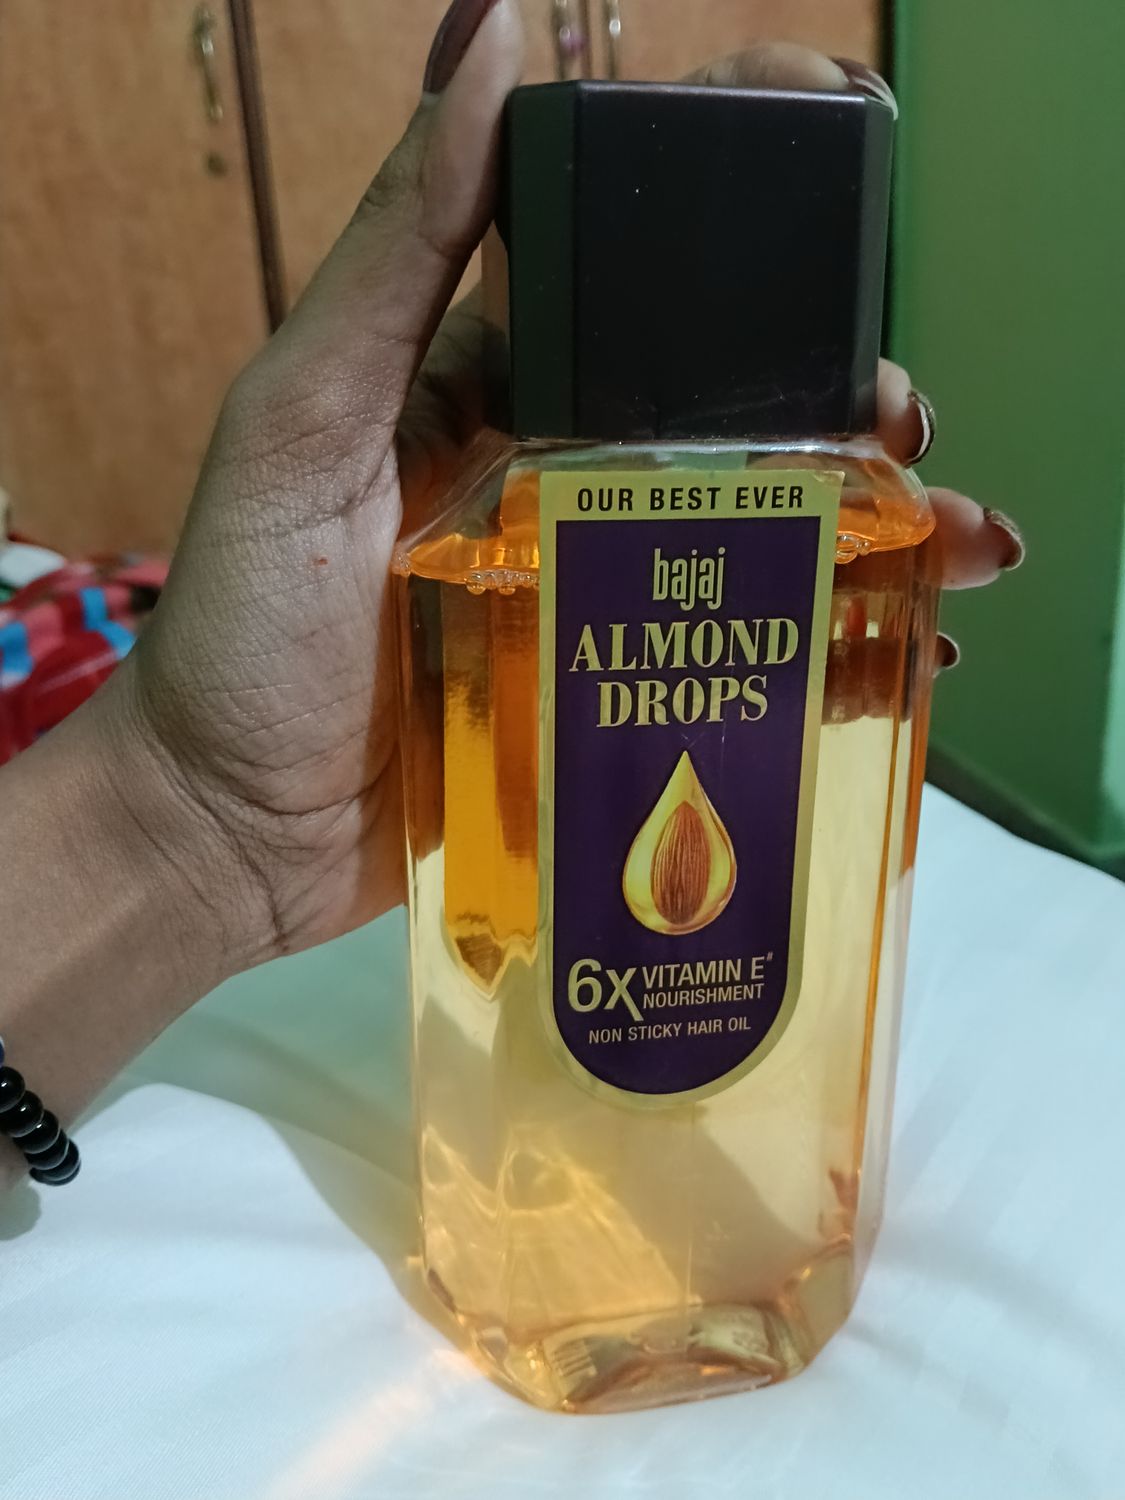 OUR BEST EVER
bajaj
ALMOND
DROPS
6x VITAMIN E#
NOURISHMENT
NON STICKY HAIR OIL